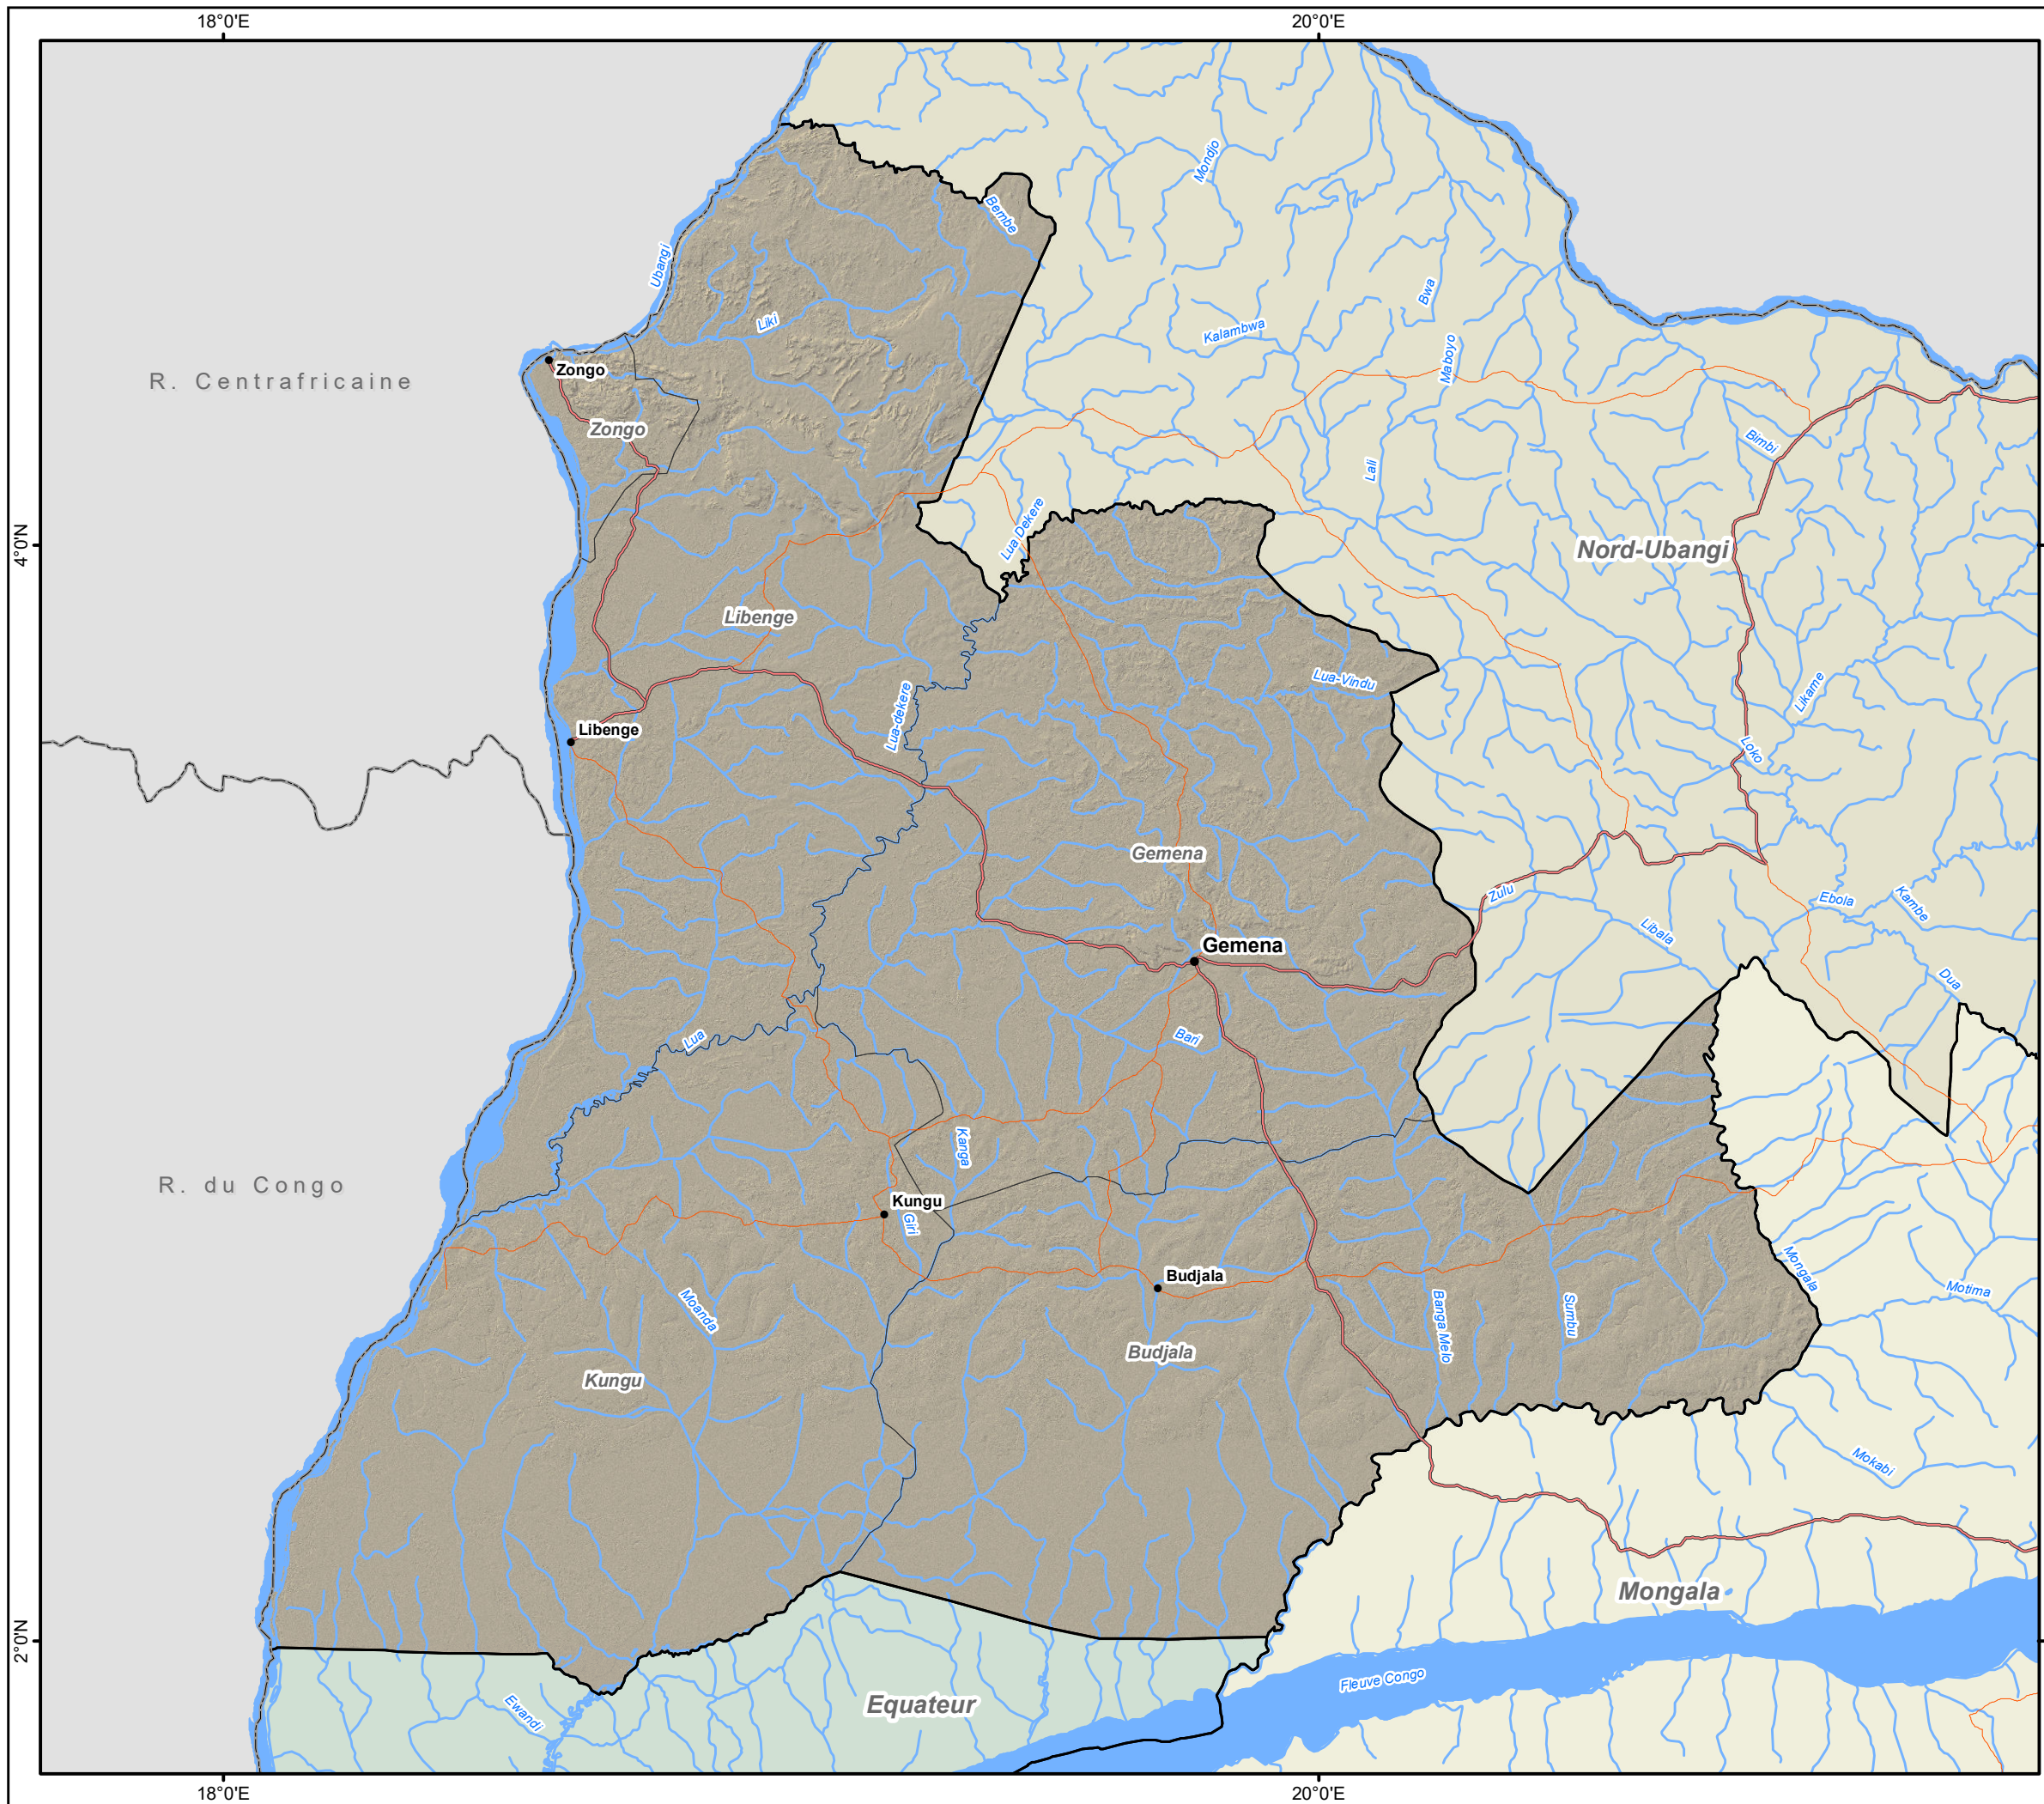 18°0'E
20°0'E
Mondjo
Bembe
Ubangi
Bwa
Liki
Kalambwa
Maboyo
Zongo
R. Centrafricaine
Zongo
Bimbi
Lali
Lua Dekere
4°0'N
Nord-Ubangi
Libenge
Lua-Vindu
Likame
Lua-dekere
Libenge
Loko
Gemena
Zulu
Ebola
Kambe
Libala
Gemena
Dua
Lua
Bari
Kanga
R. du Congo
Kungu
Giri
Mongala
Budjala
Motima
Moanda
Banga Melo
Sumbu
Budjala
Kungu
Mokabi
Mongala
2°0'N
Fleuve Congo
Equateur
Ewandi
18°0'E
20°0'E